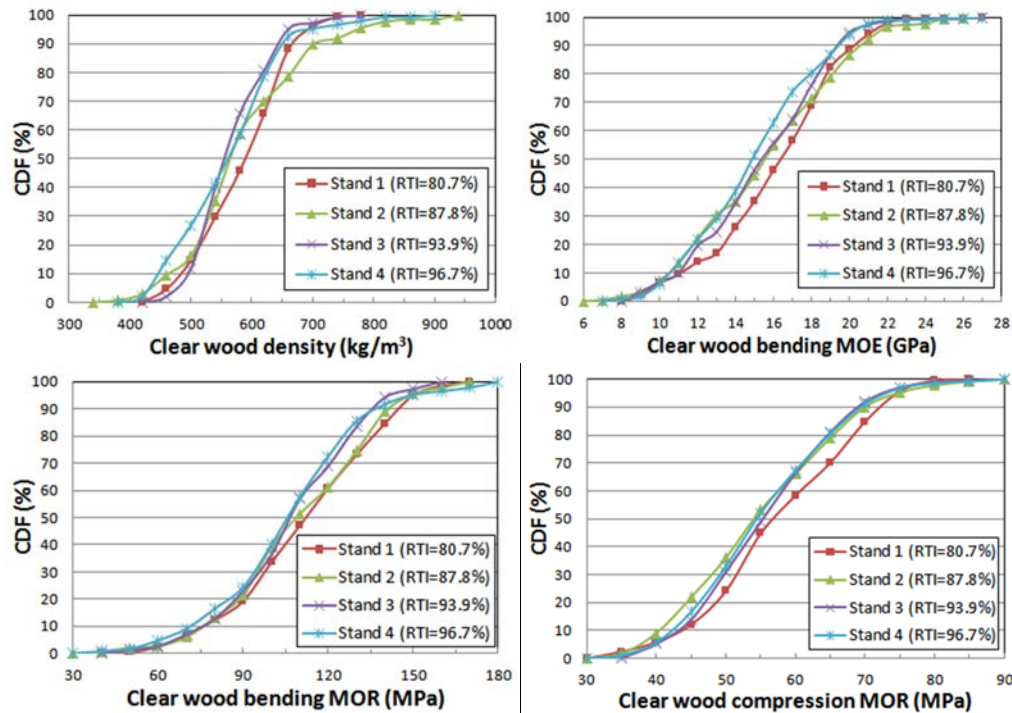 100
90
80
70
60
50
40
30
20
10
0
CDF (%)
Stand 1 (RTI=80.7%)
Stand 2 (RTI=87.8%)
Stand 3 (RTI=93.9%)
Stand 4 (RTI=96.7%)
300 400 500 600 700 800 900 1000
Clear wood density (kg/m³)
100
90
80
70
60
50
40
30
20
10
0
CDF (%)
Stand 1 (RTI=80.7%)
Stand 2 (RTI=87.8%)
Stand 3 (RTI=93.9%)
Stand 4 (RTI=96.7%)
6 8 10 12 14 16 18 20 22 24 26 28
Clear wood bending MOE (GPa)
100
90
80
70
60
50
40
30
20
10
0
CDF (%)
Stand 1 (RTI=80.7%)
Stand 2 (RTI=87.8%)
Stand 3 (RTI=93.9%)
Stand 4 (RTI=96.7%)
30 60 90 120 150 180
Clear wood bending MOR (MPa)
100
90
80
70
60
50
40
30
20
10
0
CDF (%)
Stand 1 (RTI=80.7%)
Stand 2 (RTI=87.8%)
Stand 3 (RTI=93.9%)
Stand 4 (RTI=96.7%)
30 40 50 60 70 80 90
Clear wood compression MOR (MPa)